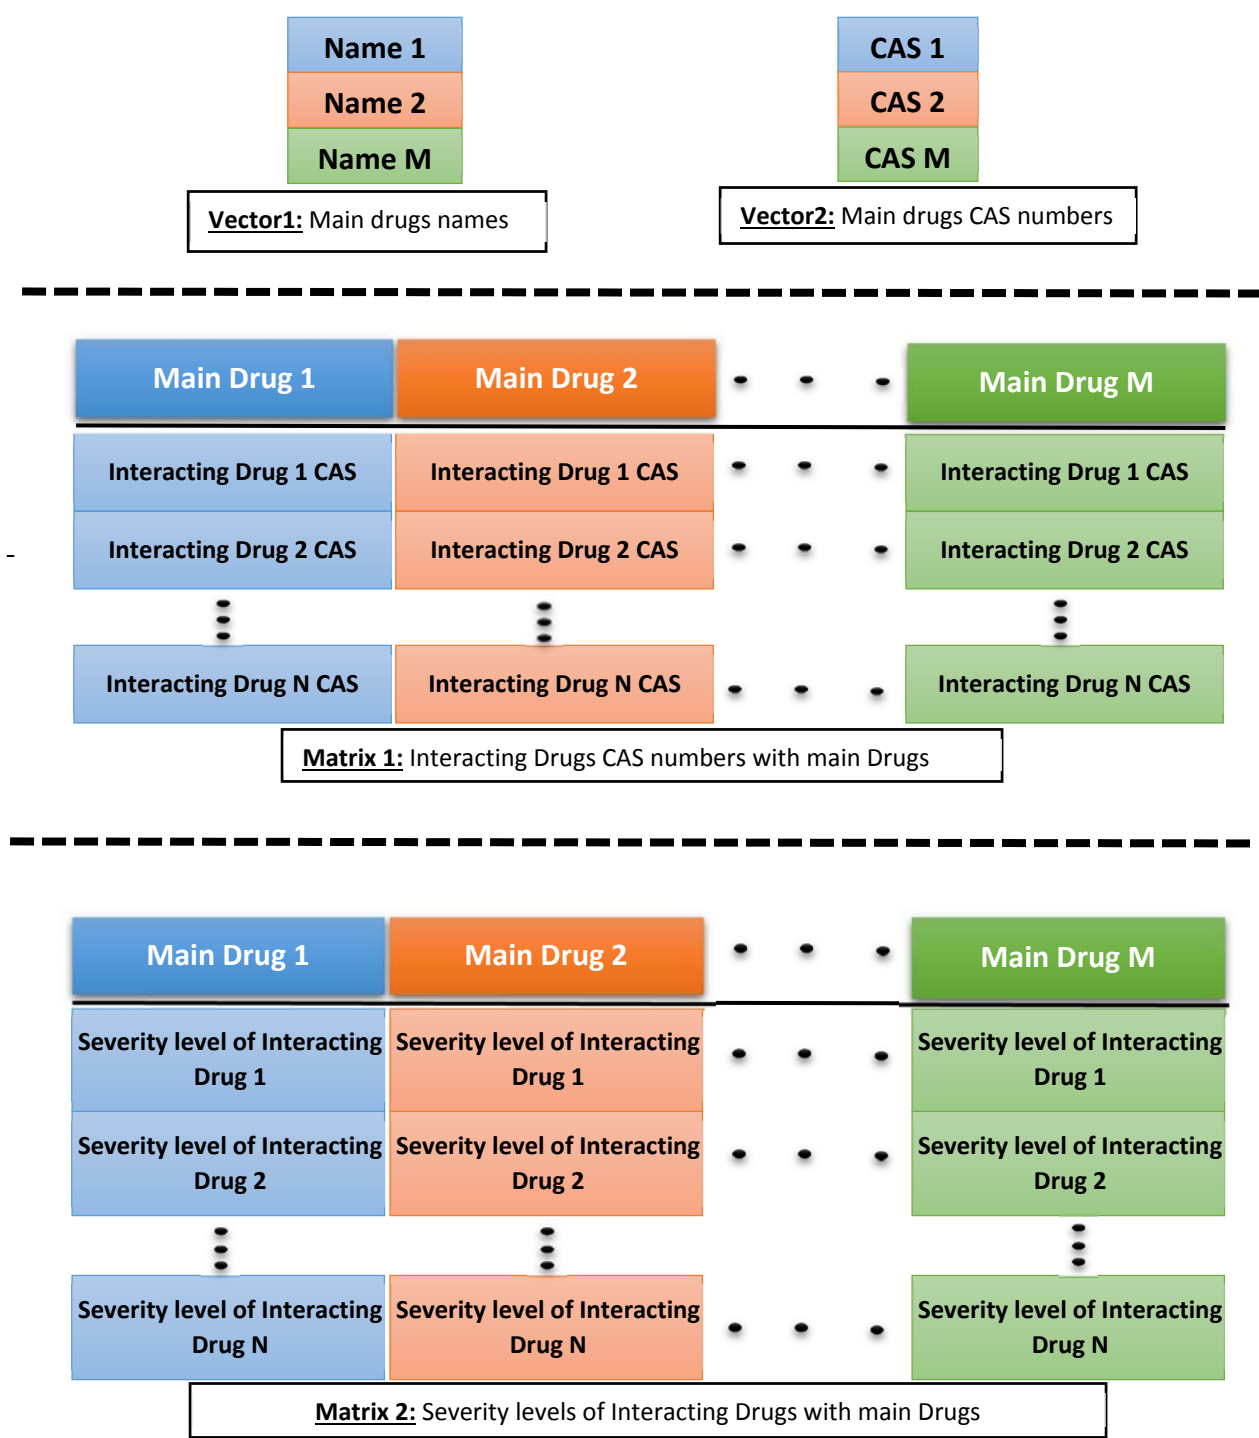 Name 1
Name 2
Name M
Vector1: Main drugs names
CAS 1
CAS 2
CAS M
Vector2: Main drugs CAS numbers
Main Drug 1 Main Drug 2 Main Drug M
Interacting Drug 1 CAS Interacting Drug 1 CAS Interacting Drug 1 CAS
Interacting Drug 2 CAS Interacting Drug 2 CAS Interacting Drug 2 CAS
Interacting Drug N CAS Interacting Drug N CAS Interacting Drug N CAS
Matrix 1: Interacting Drugs CAS numbers with main Drugs
Main Drug 1 Main Drug 2 Main Drug M
Severity level of Interacting Severity level of Interacting Severity level of Interacting
Drug 1 Drug 1 Drug 1
Severity level of Interacting Severity level of Interacting Severity level of Interacting
Drug 2 Drug 2 Drug 2
Severity level of Interacting Severity level of Interacting Severity level of Interacting
Drug N Drug N Drug N
Matrix 2: Severity levels of Interacting Drugs with main Drugs